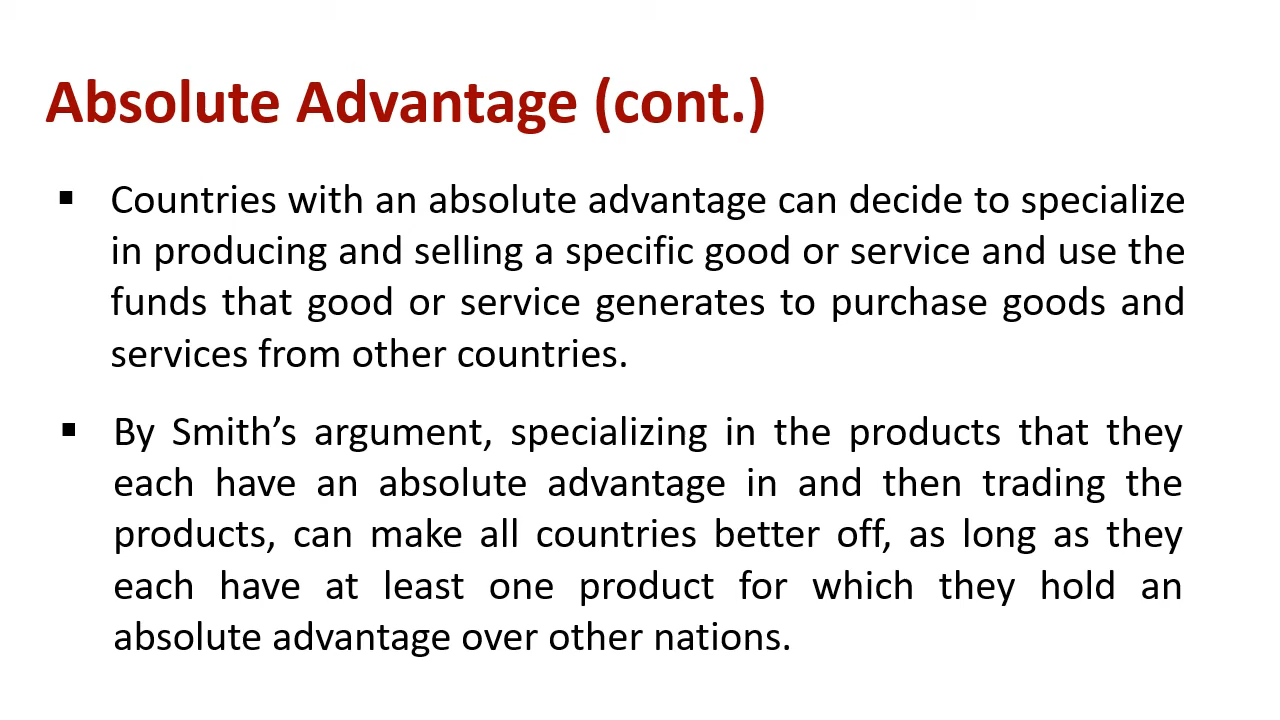 Absolute Advantage (cont.)
▪ Countries with an absolute advantage can decide to specialize
in producing and selling a specific good or service and use the
funds that good or service generates to purchase goods and
services from other countries.
▪ By Smith’s argument, specializing in the products that they
each have an absolute advantage in and then trading the
products, can make all countries better off, as long as they
each have at least one product for which they hold an
absolute advantage over other nations.